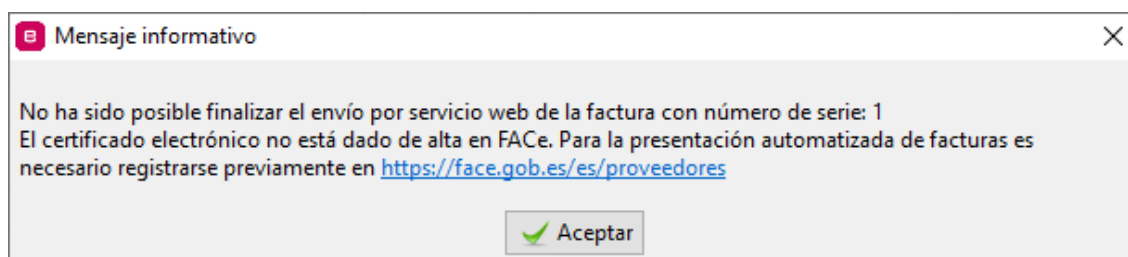 Mensaje informativo
No ha sido posible finalizar el envío por servicio web de la factura con número de serie: 1
El certificado electrónico no está dado de alta en FACe. Para la presentación automatizada de facturas es
necesario registrarse previamente en https://face.gob.es/es/proveedores
Aceptar